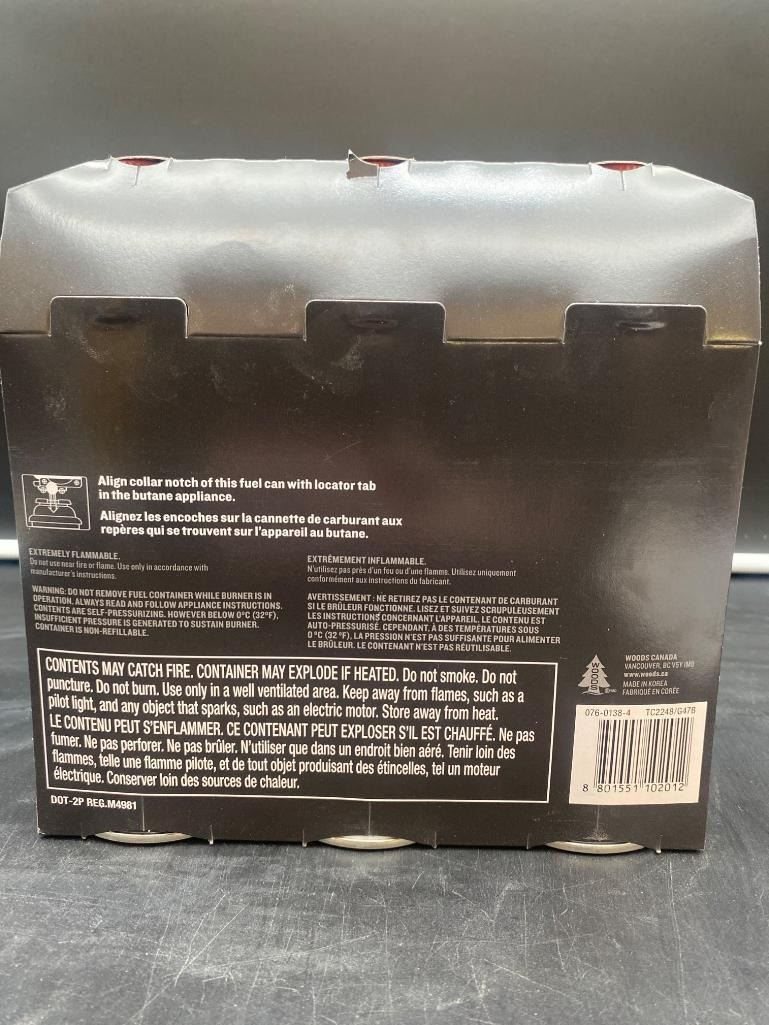 Align collar notch of this fuel can with locator tab
in the butane appliance.
Alignez les encoches sur la cannette de carburant aux
repères qui se trouvent sur l'appareil au butane.
EXTREMELY FLAMMABLE.
Do not use near fire or flame. Use only in accordance with
manufacturer's instructions.
WARNING: DO NOT REMOVE FUEL CONTAINER WHILE BURNER IS IN
OPERATION. ALWAYS READ AND FOLLOW APPLIANCE INSTRUCTIONS.
CONTENTS ARE SELF-PRESSURIZING. HOWEVER BELOW 0°C (32°F),
INSUFFICIENT PRESSURE IS GENERATED TO SUSTAIN BURNER.
CONTAINER IS NON-REFILLABLE.
EXTRÊMEMENT INFLAMMABLE.
N'utilisez pas près d'un feu ou d'une flamme. Utilisez uniquement
conformément aux instructions du fabricant.
AVERTISSEMENT : NE RETIREZ PAS LE CONTENANT DE CARBURANT
SI LE BRÛLEUR FONCTIONNE. LISEZ ET SUIVEZ SCRUPULEUSEMENT
LES INSTRUCTIONS CONCERNANT L'APPAREIL. LE CONTENU EST
AUTO-PRESSURISÉ. CEPENDANT, À DES TEMPÉRATURES SOUS
0 °C (32 °F), LA PRESSION N'EST PAS SUFFISANTE POUR ALIMENTER
LE BRÛLEUR. LE CONTENANT N'EST PAS RÉUTILISABLE.
CONTENTS MAY CATCH FIRE. CONTAINER MAY EXPLODE IF HEATED. Do not smoke. Do not
puncture. Do not burn. Use only in a well ventilated area. Keep away from flames, such as a
pilot light, and any object that sparks, such as an electric motor. Store away from heat.
LE CONTENU PEUT S'ENFLAMMER. CE CONTENANT PEUT EXPLOSER S'IL EST CHAUFFÉ. Ne pas
fumer. Ne pas perforer. Ne pas brûler. N'utiliser que dans un endroit bien aéré. Tenir loin des
flammes, telle une flamme pilote, et de tout objet produisant des étincelles, tel un moteur
électrique. Conserver loin des sources de chaleur.
DOT-2P REG.M4981
WOODS
WOODS CANADA
VANCOUVER, BC V5Y 1M0
www.woods.ca
MADE IN KOREA
FABRIQUÉ EN CORÉE
076-0138-4 TC2248/G47B
8 801551 102012